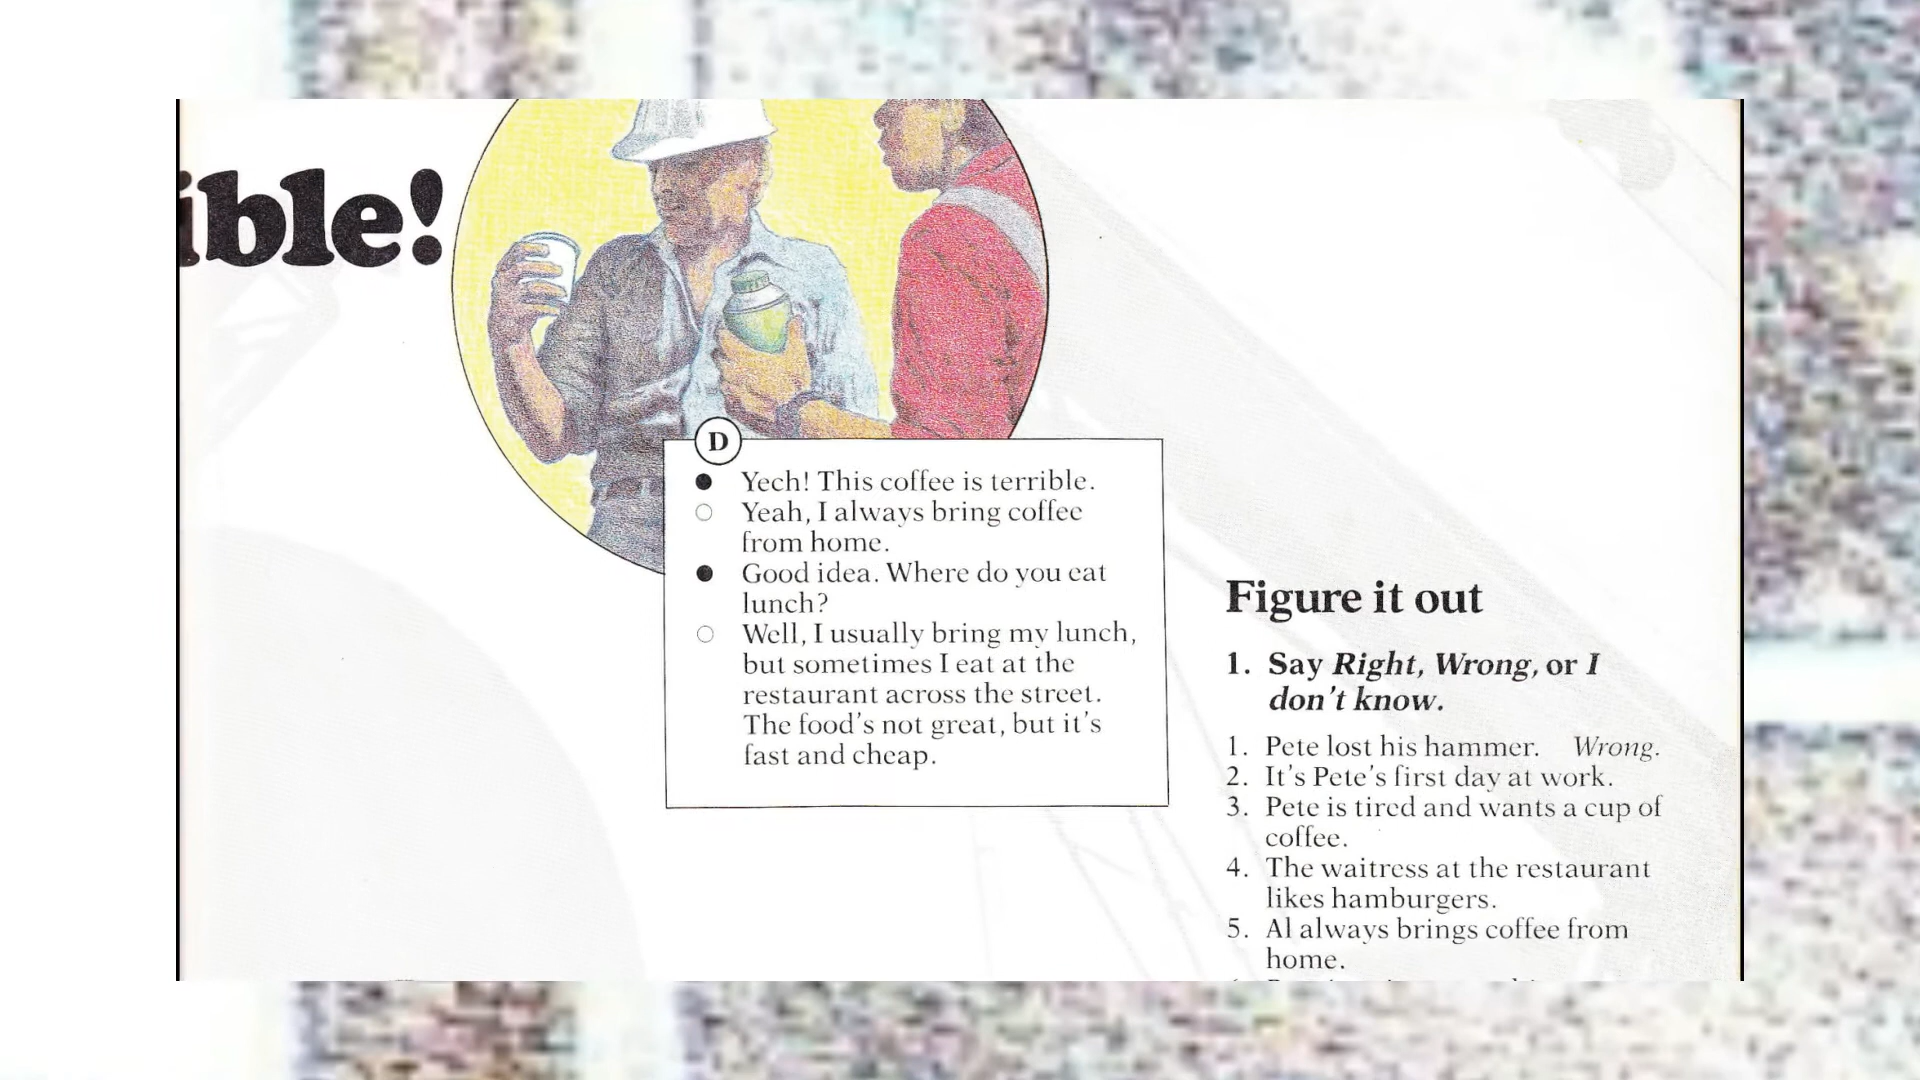 ible!
D
● Yech! This coffee is terrible.
○ Yeah, I always bring coffee
from home.
● Good idea. Where do you eat
lunch?
○ Well, I usually bring my lunch,
but sometimes I eat at the
restaurant across the street.
The food's not great, but it's
fast and cheap.
Figure it out
1. Say Right, Wrong, or I
don't know.
1. Pete lost his hammer. Wrong.
2. It's Pete's first day at work.
3. Pete is tired and wants a cup of
coffee.
4. The waitress at the restaurant
likes hamburgers.
5. Al always brings coffee from
home.